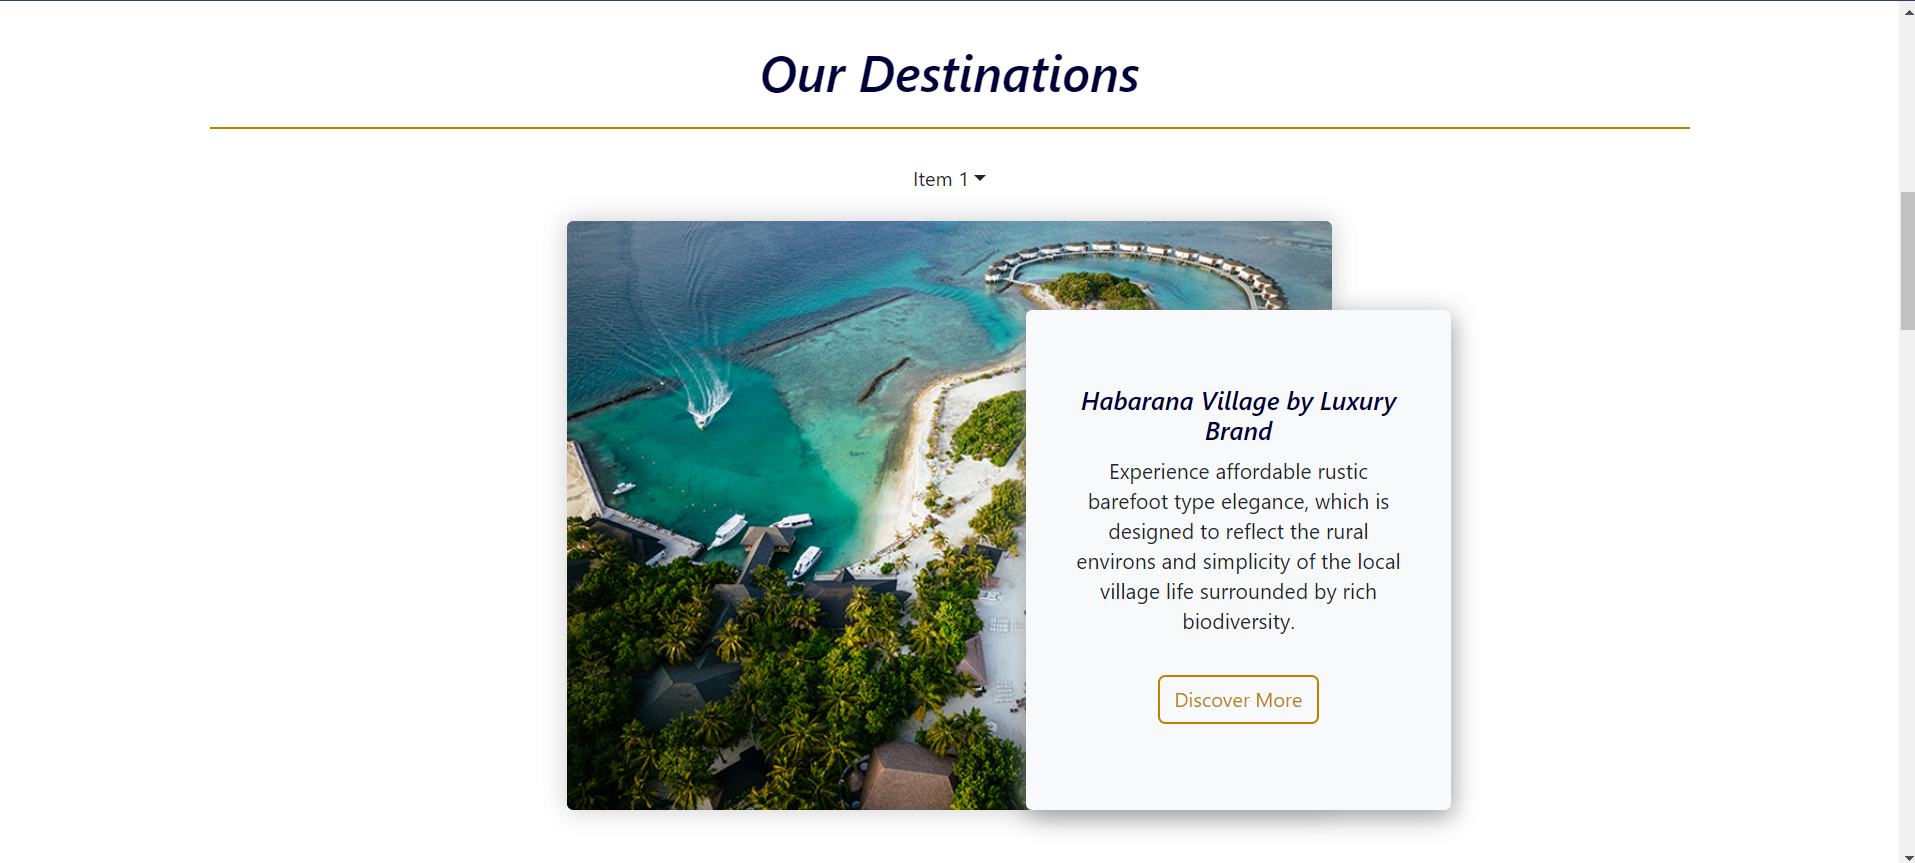 Our Destinations
Item 1
Habarana Village by Luxury
Brand
Experience affordable rustic
barefoot type elegance, which is
designed to reflect the rural
environs and simplicity of the local
village life surrounded by rich
biodiversity.
Discover More